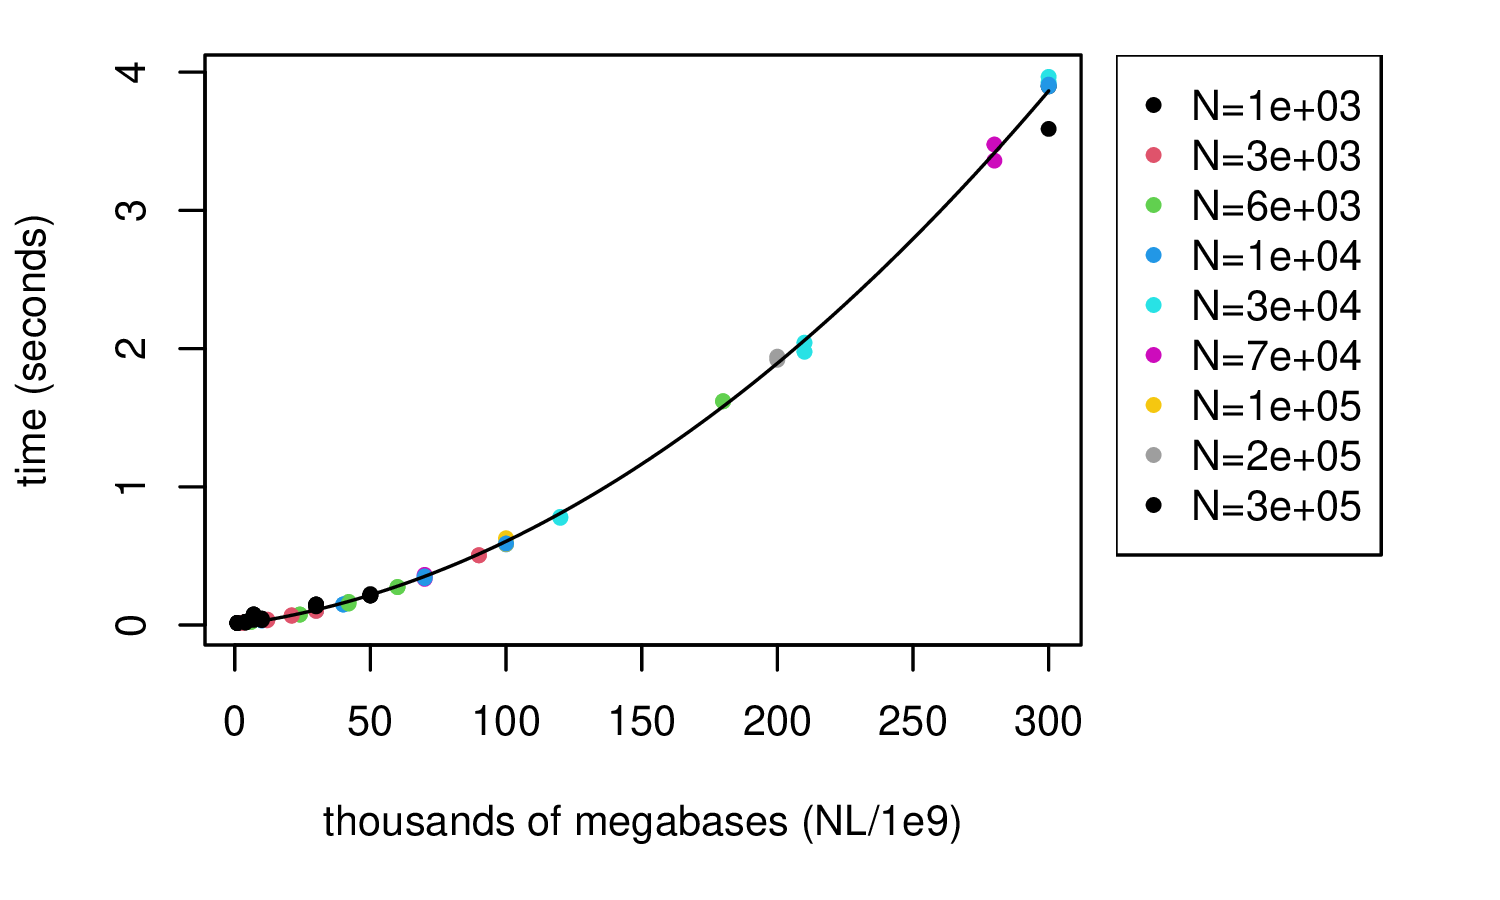 time (seconds)
4
3
2
1
0
0 50 100 150 200 250 300
thousands of megabases (NL/1e9)
N=1e+03
N=3e+03
N=6e+03
N=1e+04
N=3e+04
N=7e+04
N=1e+05
N=2e+05
N=3e+05